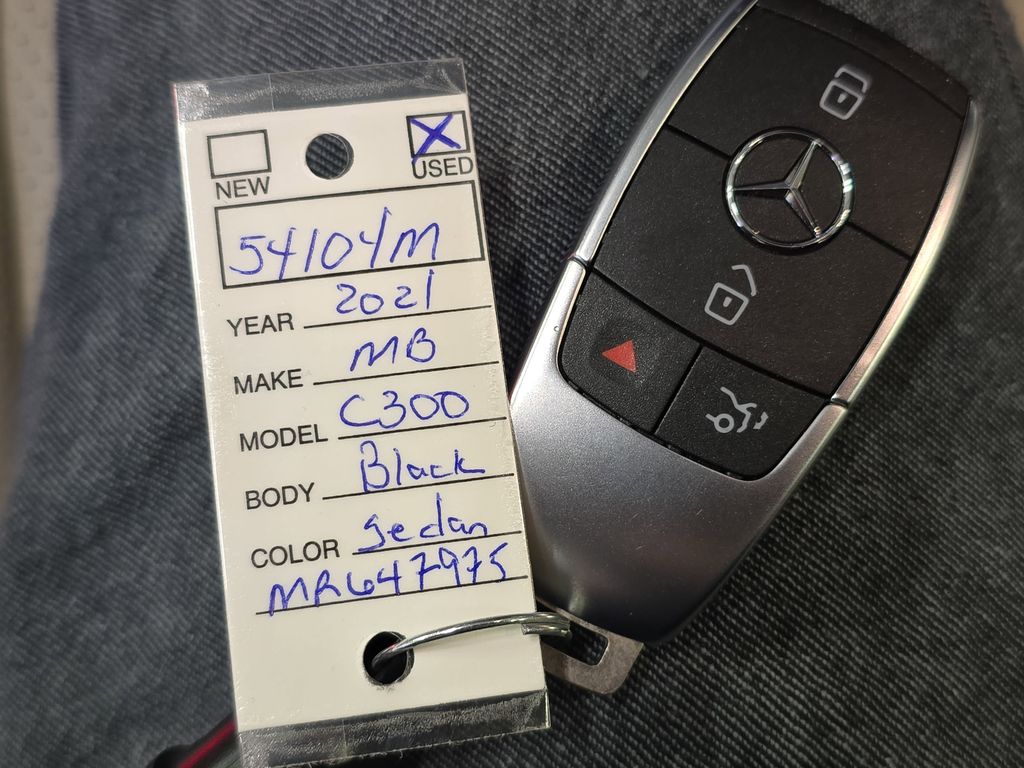 NEW USED
54104M
YEAR 2021
MAKE MB
MODEL C300
BODY Black
COLOR Sedan
MR647975